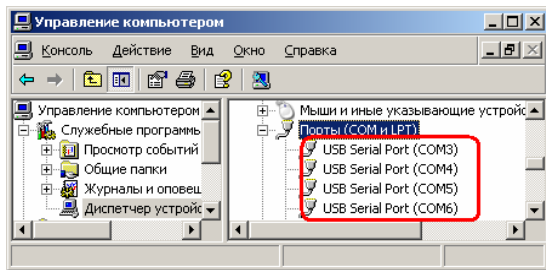 Управление компьютером
Консоль Действие Вид Окно Справка
Управление компьютером
Служебные программы
Просмотр событий
Общие папки
Журналы и оповещ
Диспетчер устройс
Мыши и иные указывающие устройс
Порты (COM и LPT)
USB Serial Port (COM3)
USB Serial Port (COM4)
USB Serial Port (COM5)
USB Serial Port (COM6)